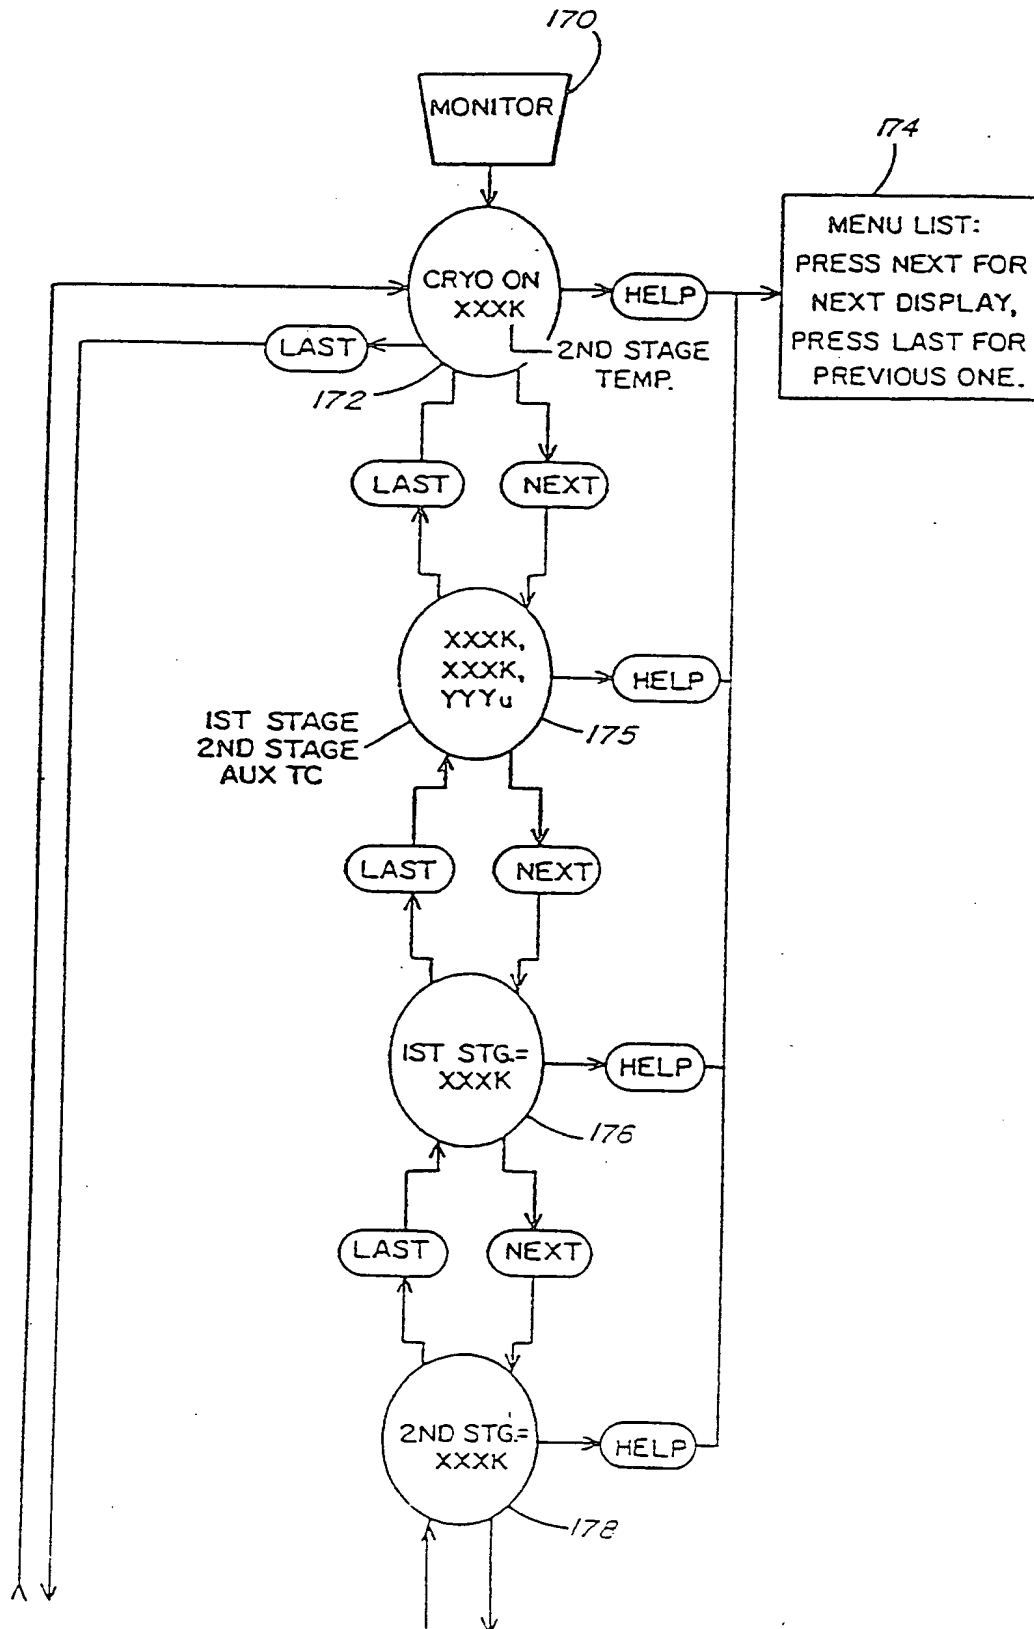 170
MONITOR
174
MENU LIST:
PRESS NEXT FOR
NEXT DISPLAY,
PRESS LAST FOR
PREVIOUS ONE.
CRYO ON
XXXK
HELP
LAST
2ND STAGE
TEMP.
172
LAST
NEXT
XXXK,
XXXK,
YYYu
HELP
1ST STAGE
2ND STAGE
AUX TC
175
LAST
NEXT
1ST STG.=
XXXK
HELP
176
LAST
NEXT
2ND STG.=
XXXK
HELP
178